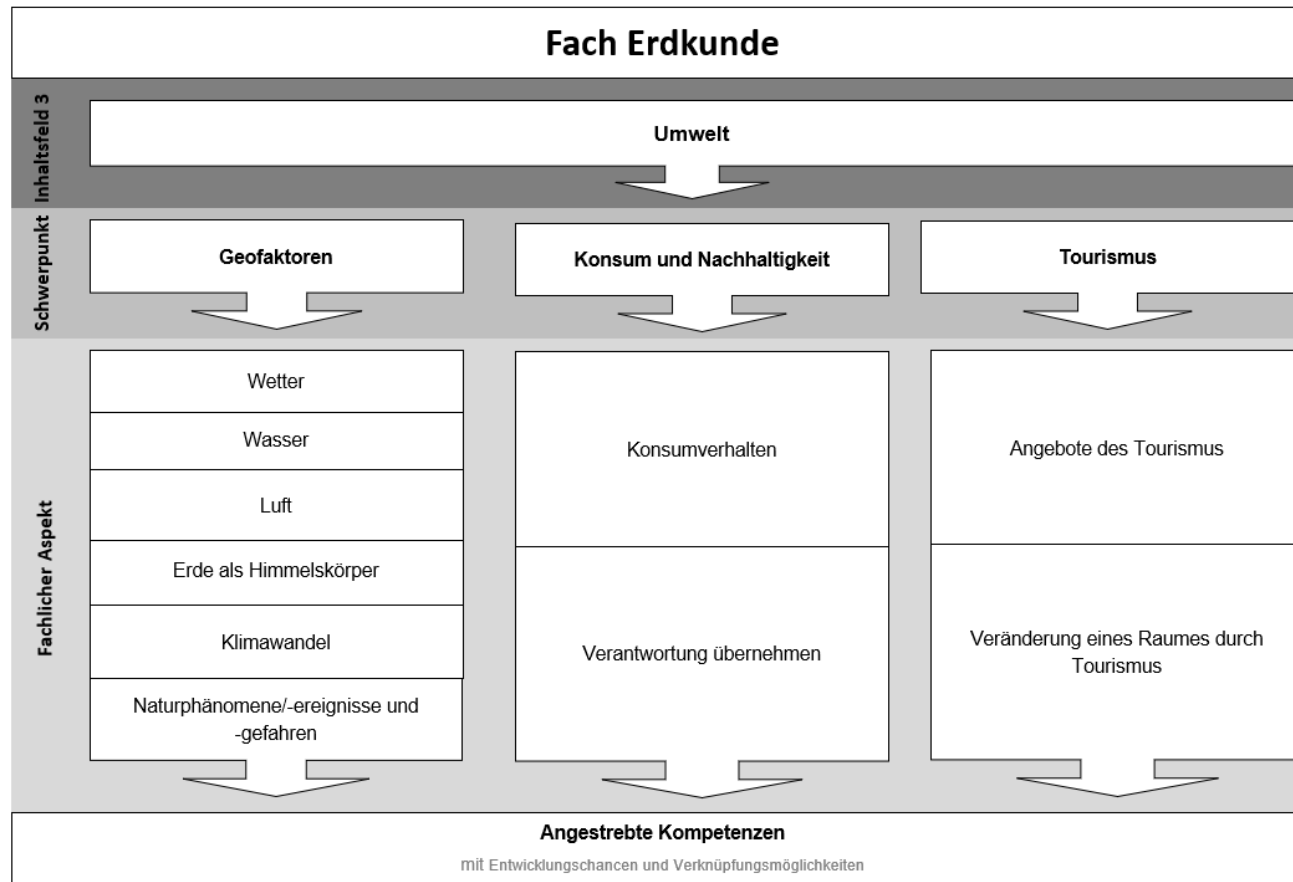 Fach Erdkunde
Inhaltsfeld 3
Umwelt
Schwerpunkt
Geofaktoren
Konsum und Nachhaltigkeit
Tourismus
Fachlicher Aspekt
Wetter
Wasser
Luft
Erde als Himmelskörper
Klimawandel
Naturphänomene/-ereignisse und
-gefahren
Konsumverhalten
Verantwortung übernehmen
Angebote des Tourismus
Veränderung eines Raumes durch
Tourismus
Angestrebte Kompetenzen
mit Entwicklungschancen und Verknüpfungsmöglichkeiten